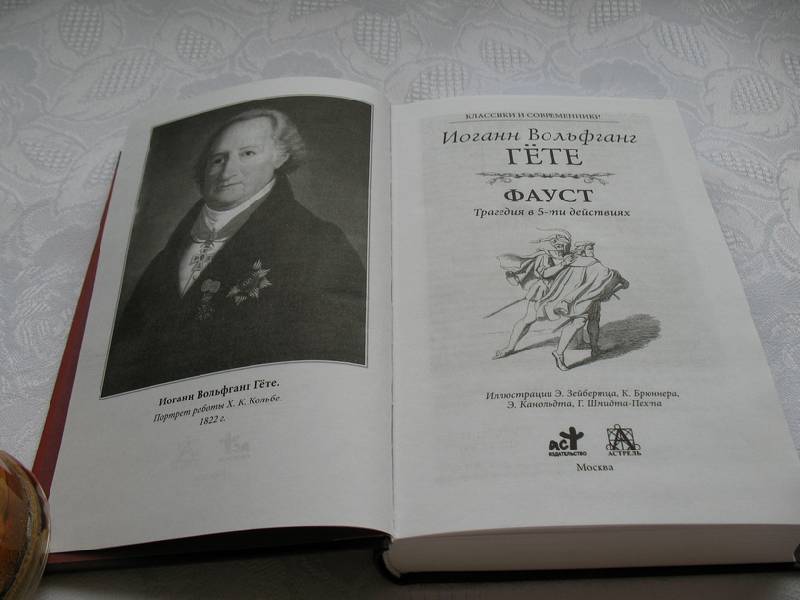 Иоганн Вольфганг Гёте.
Портрет работы Х. К. Кольбе.
1822 г.
КЛАССИКИ И СОВРЕМЕННИКИ
Иоганн Вольфганг
ГЁТЕ
ФАУСТ
Трагедия в 5-ти действиях
Иллюстрации Э. Зейбертца, К. Брюннера,
Э. Канольдта, Г. Шмидта-Пехта
аст
ИЗДАТЕЛЬСТВО
АСТРЕЛЬ
Москва